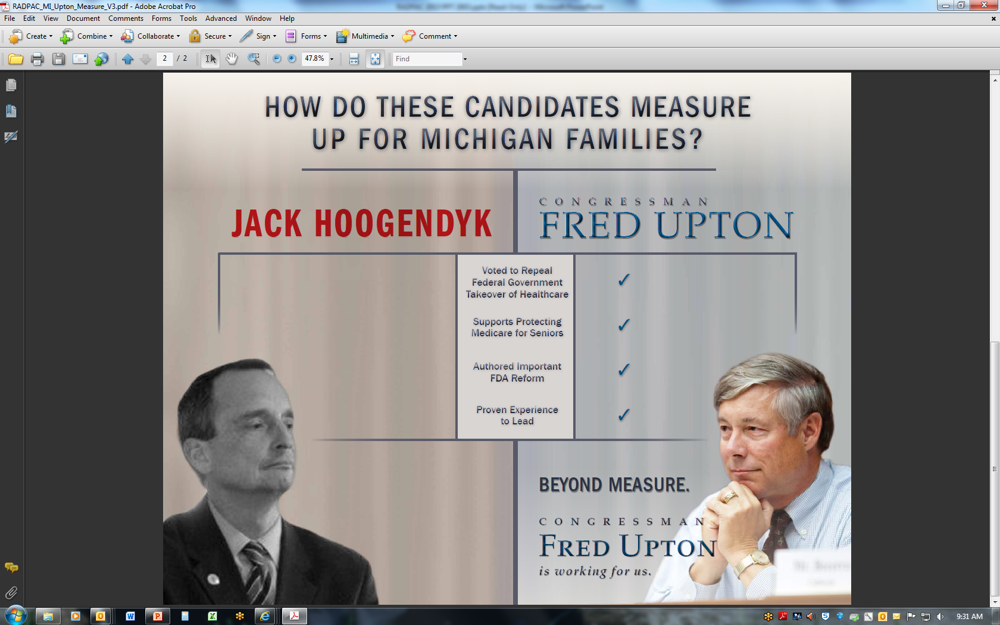 RADPAC_MI_Upton_Measure_V3.pdf - Adobe Acrobat Pro
File Edit View Document Comments Forms Tools Advanced Window Help
Create Combine Collaborate Secure Sign Forms Multimedia Comment
2 / 2 47.8% Find
HOW DO THESE CANDIDATES MEASURE
UP FOR MICHIGAN FAMILIES?
JACK HOOGENDYK
CONGRESSMAN
FRED UPTON
Voted to Repeal
Federal Government
Takeover of Healthcare
Supports Protecting
Medicare for Seniors
Authored Important
FDA Reform
Proven Experience
to Lead
BEYOND MEASURE.
CONGRESSMAN
FRED UPTON
is working for us.
9:31 AM